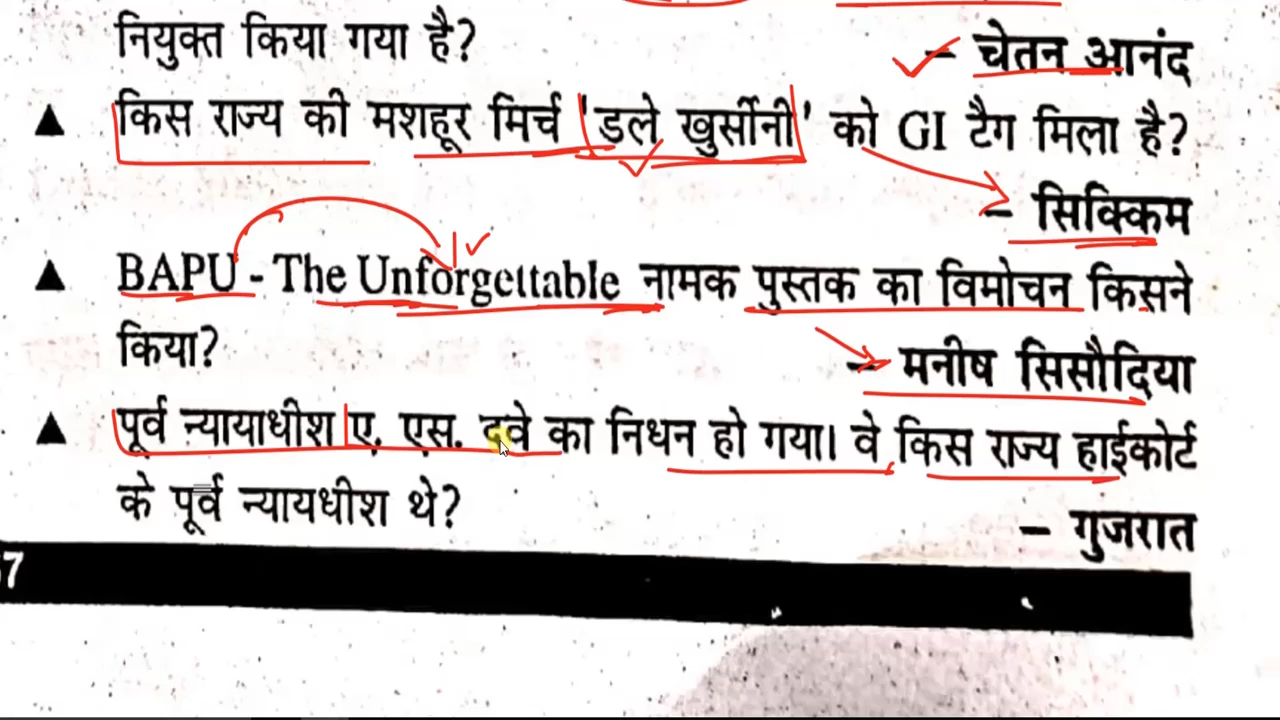 नियुक्त किया गया है?
– चेतन आनंद
▲ किस राज्य की मशहूर मिर्च 'डले खुर्सीनी' को GI टैग मिला है?
– सिक्किम
▲ BAPU - The Unforgettable नामक पुस्तक का विमोचन किसने
किया?
– मनीष सिसौदिया
▲ पूर्व न्यायाधीश ए. एस. दवे का निधन हो गया। वे किस राज्य हाईकोर्ट
के पूर्व न्यायधीश थे?
– गुजरात
7